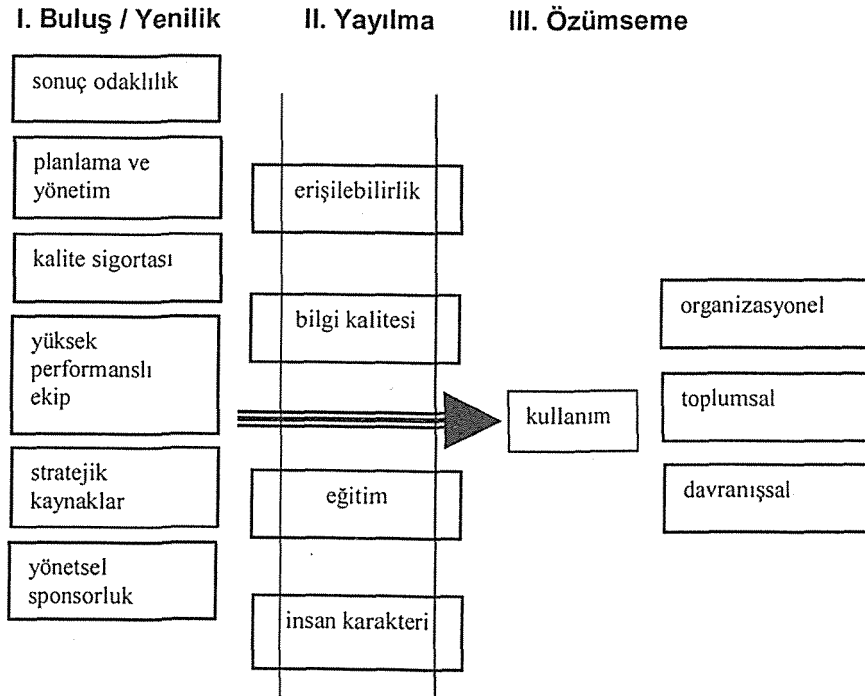 I. Buluş / Yenilik
II. Yayılma
III. Özümseme
sonuç odaklılık
planlama ve
yönetim
kalite sigortası
yüksek
performanslı
ekip
stratejik
kaynaklar
yönetsel
sponsorluk
erişilebilirlik
bilgi kalitesi
eğitim
insan karakteri
kullanım
organizasyonel
toplumsal
davranışsal